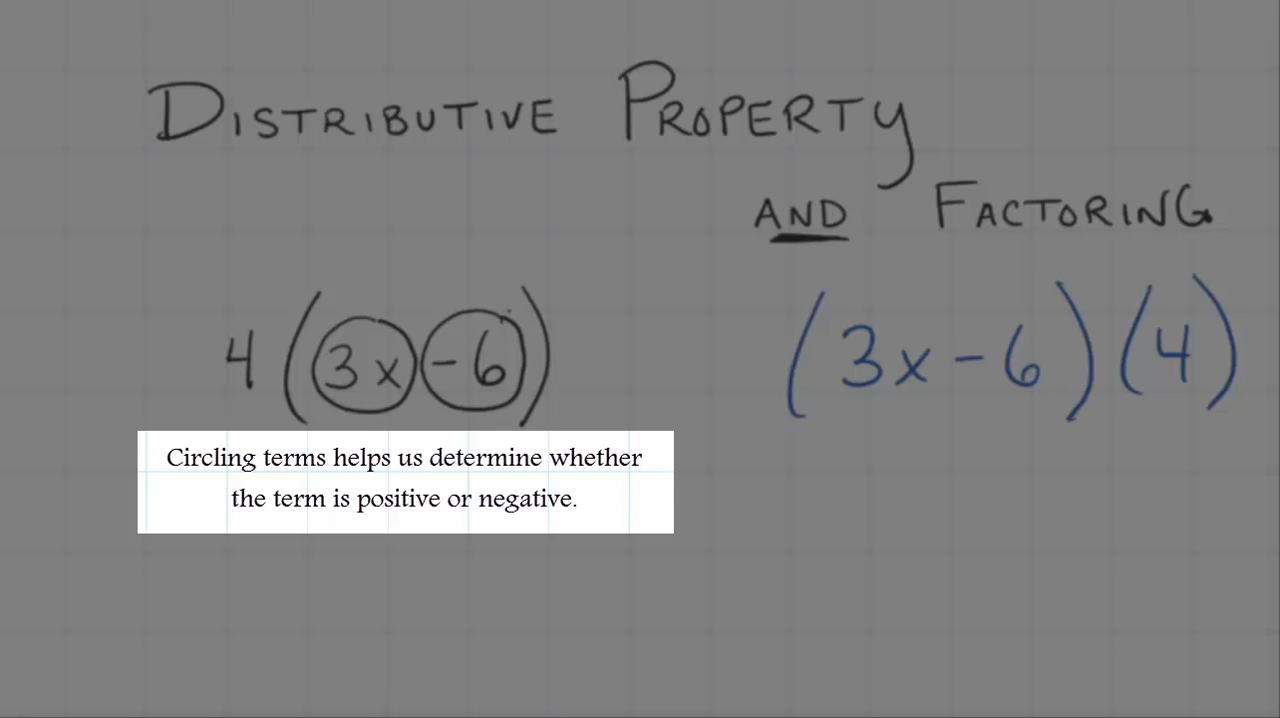 DISTRIBUTIVE PROPERTY
AND FACTORING
4(3x-6)
(3x-6)(4)
Circling terms helps us determine whether
the term is positive or negative.